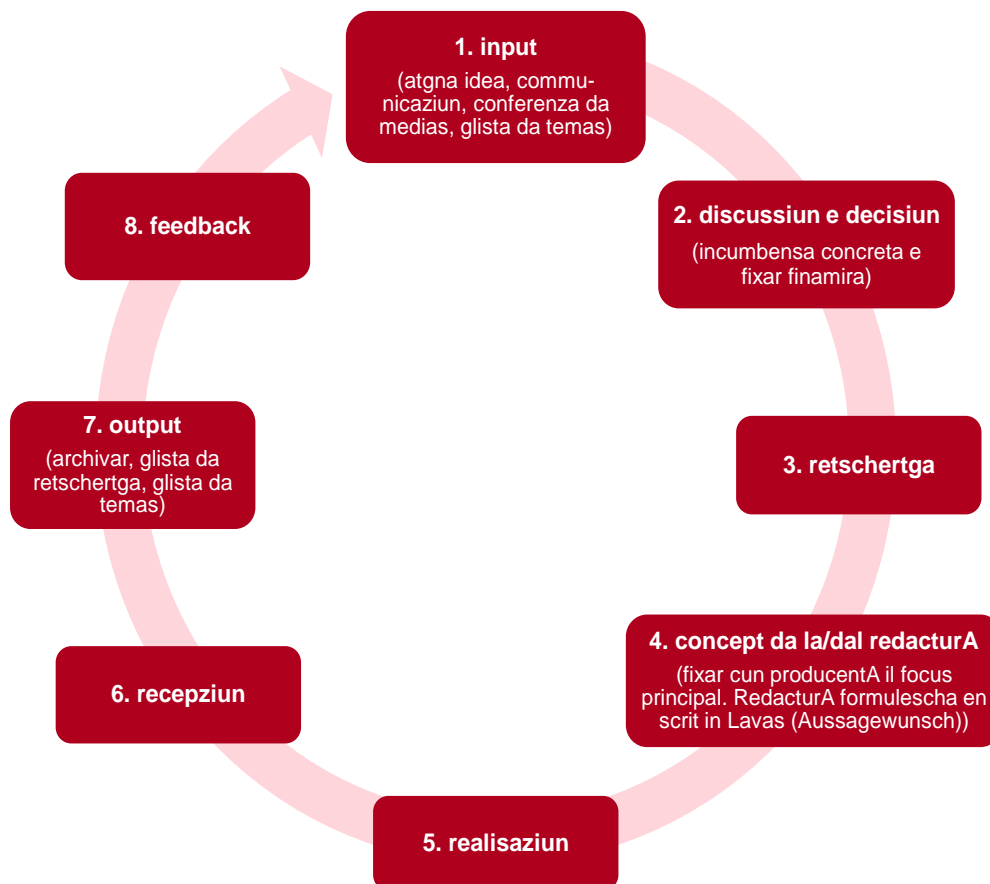 1. input
(atgna idea, commu-
nicaziun, conferenza da
medias, glista da temas)
2. discussiun e decisiun
(incumbensa concreta e
fixar finamira)
3. retschertga
4. concept da la/dal redacturA
(fixar cun producentA il focus
principal. RedacturA formulescha en
scrit in Lavas (Aussagewunsch))
5. realisaziun
6. recepziun
7. output
(archivar, glista da
retschertga, glista da
temas)
8. feedback